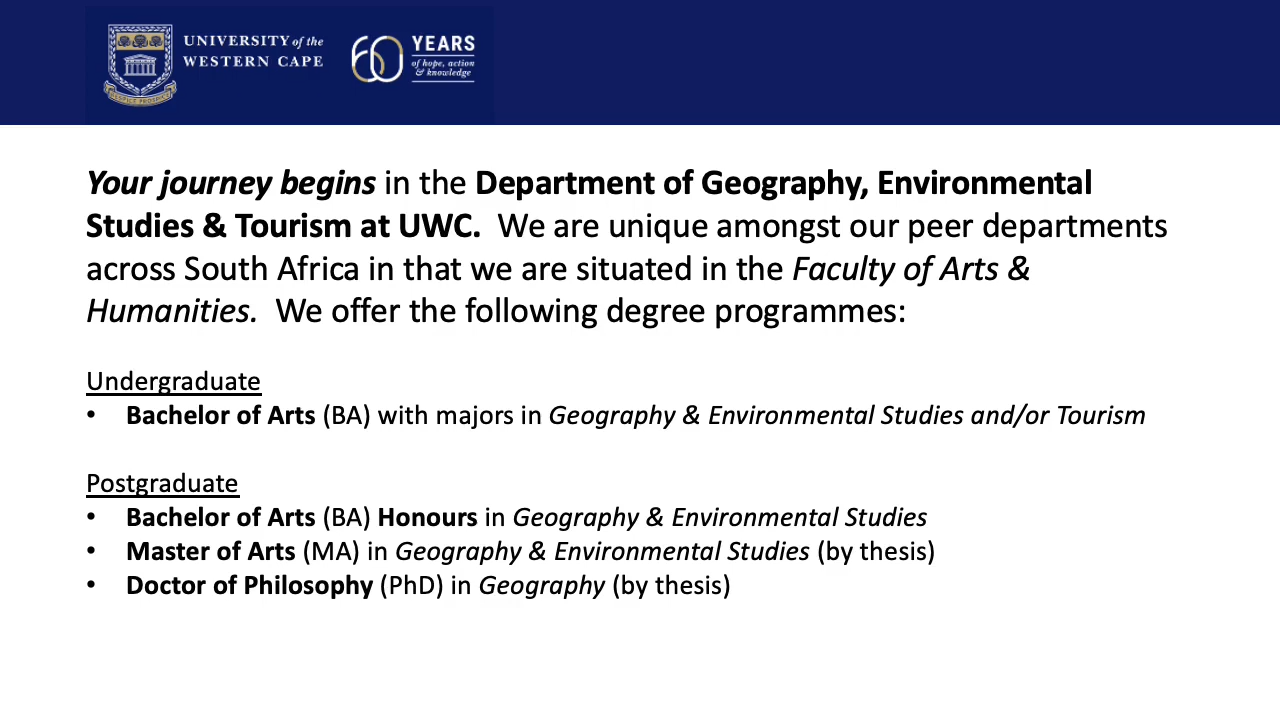 UNIVERSITY of the
WESTERN CAPE
60 YEARS
of hope, action
& knowledge
Your journey begins in the Department of Geography, Environmental
Studies & Tourism at UWC. We are unique amongst our peer departments
across South Africa in that we are situated in the Faculty of Arts &
Humanities. We offer the following degree programmes:
Undergraduate
• Bachelor of Arts (BA) with majors in Geography & Environmental Studies and/or Tourism
Postgraduate
• Bachelor of Arts (BA) Honours in Geography & Environmental Studies
• Master of Arts (MA) in Geography & Environmental Studies (by thesis)
• Doctor of Philosophy (PhD) in Geography (by thesis)